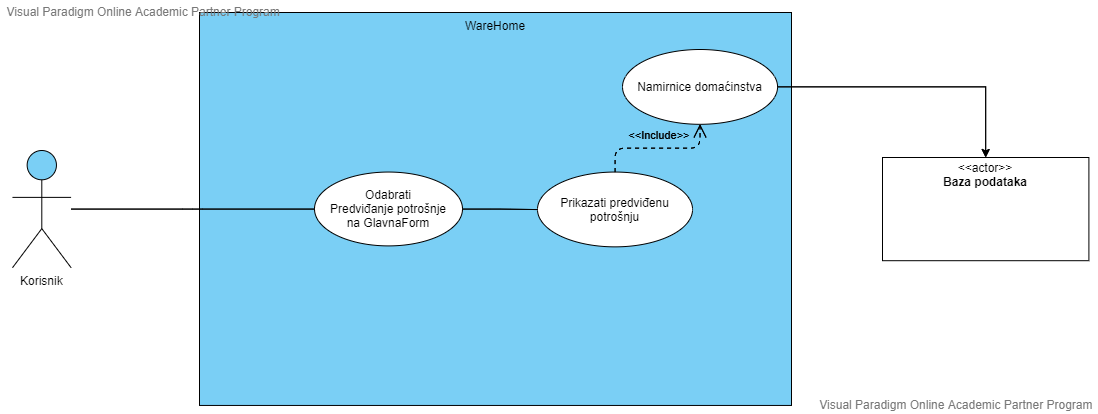 Visual Paradigm Online Academic Partner Program
WareHome
Namirnice domaćinstva
<<Include>>
<<actor>>
Baza podataka
Odabrati
Predviđanje potrošnje
na GlavnaForm
Prikazati predviđenu
potrošnju
Korisnik
Visual Paradigm Online Academic Partner Program